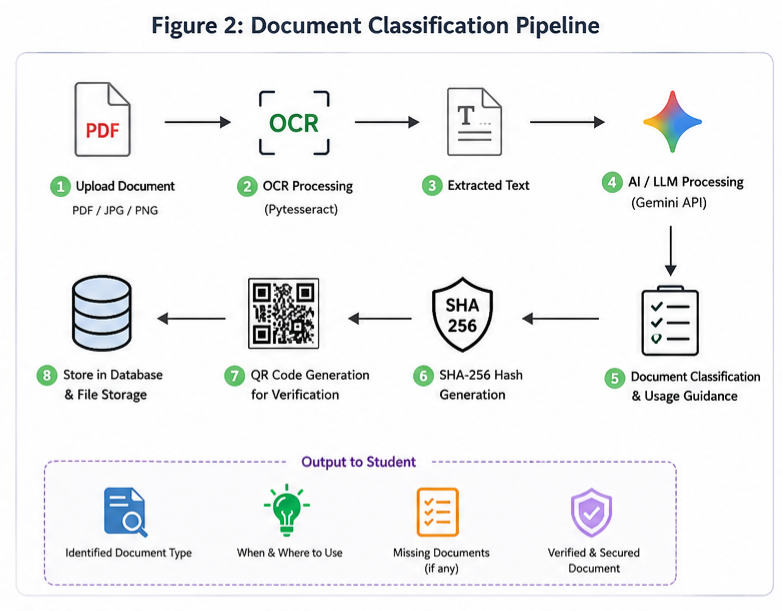 Figure 2: Document Classification Pipeline
PDF
OCR
T...
1 Upload Document
PDF / JPG / PNG
2 OCR Processing
(Pytesseract)
3 Extracted Text
4 AI / LLM Processing
(Gemini API)
SHA
256
8 Store in Database
& File Storage
7 QR Code Generation
for Verification
6 SHA-256 Hash
Generation
5 Document Classification
& Usage Guidance
Output to Student
Identified Document Type
When & Where to Use
Missing Documents
(if any)
Verified & Secured
Document